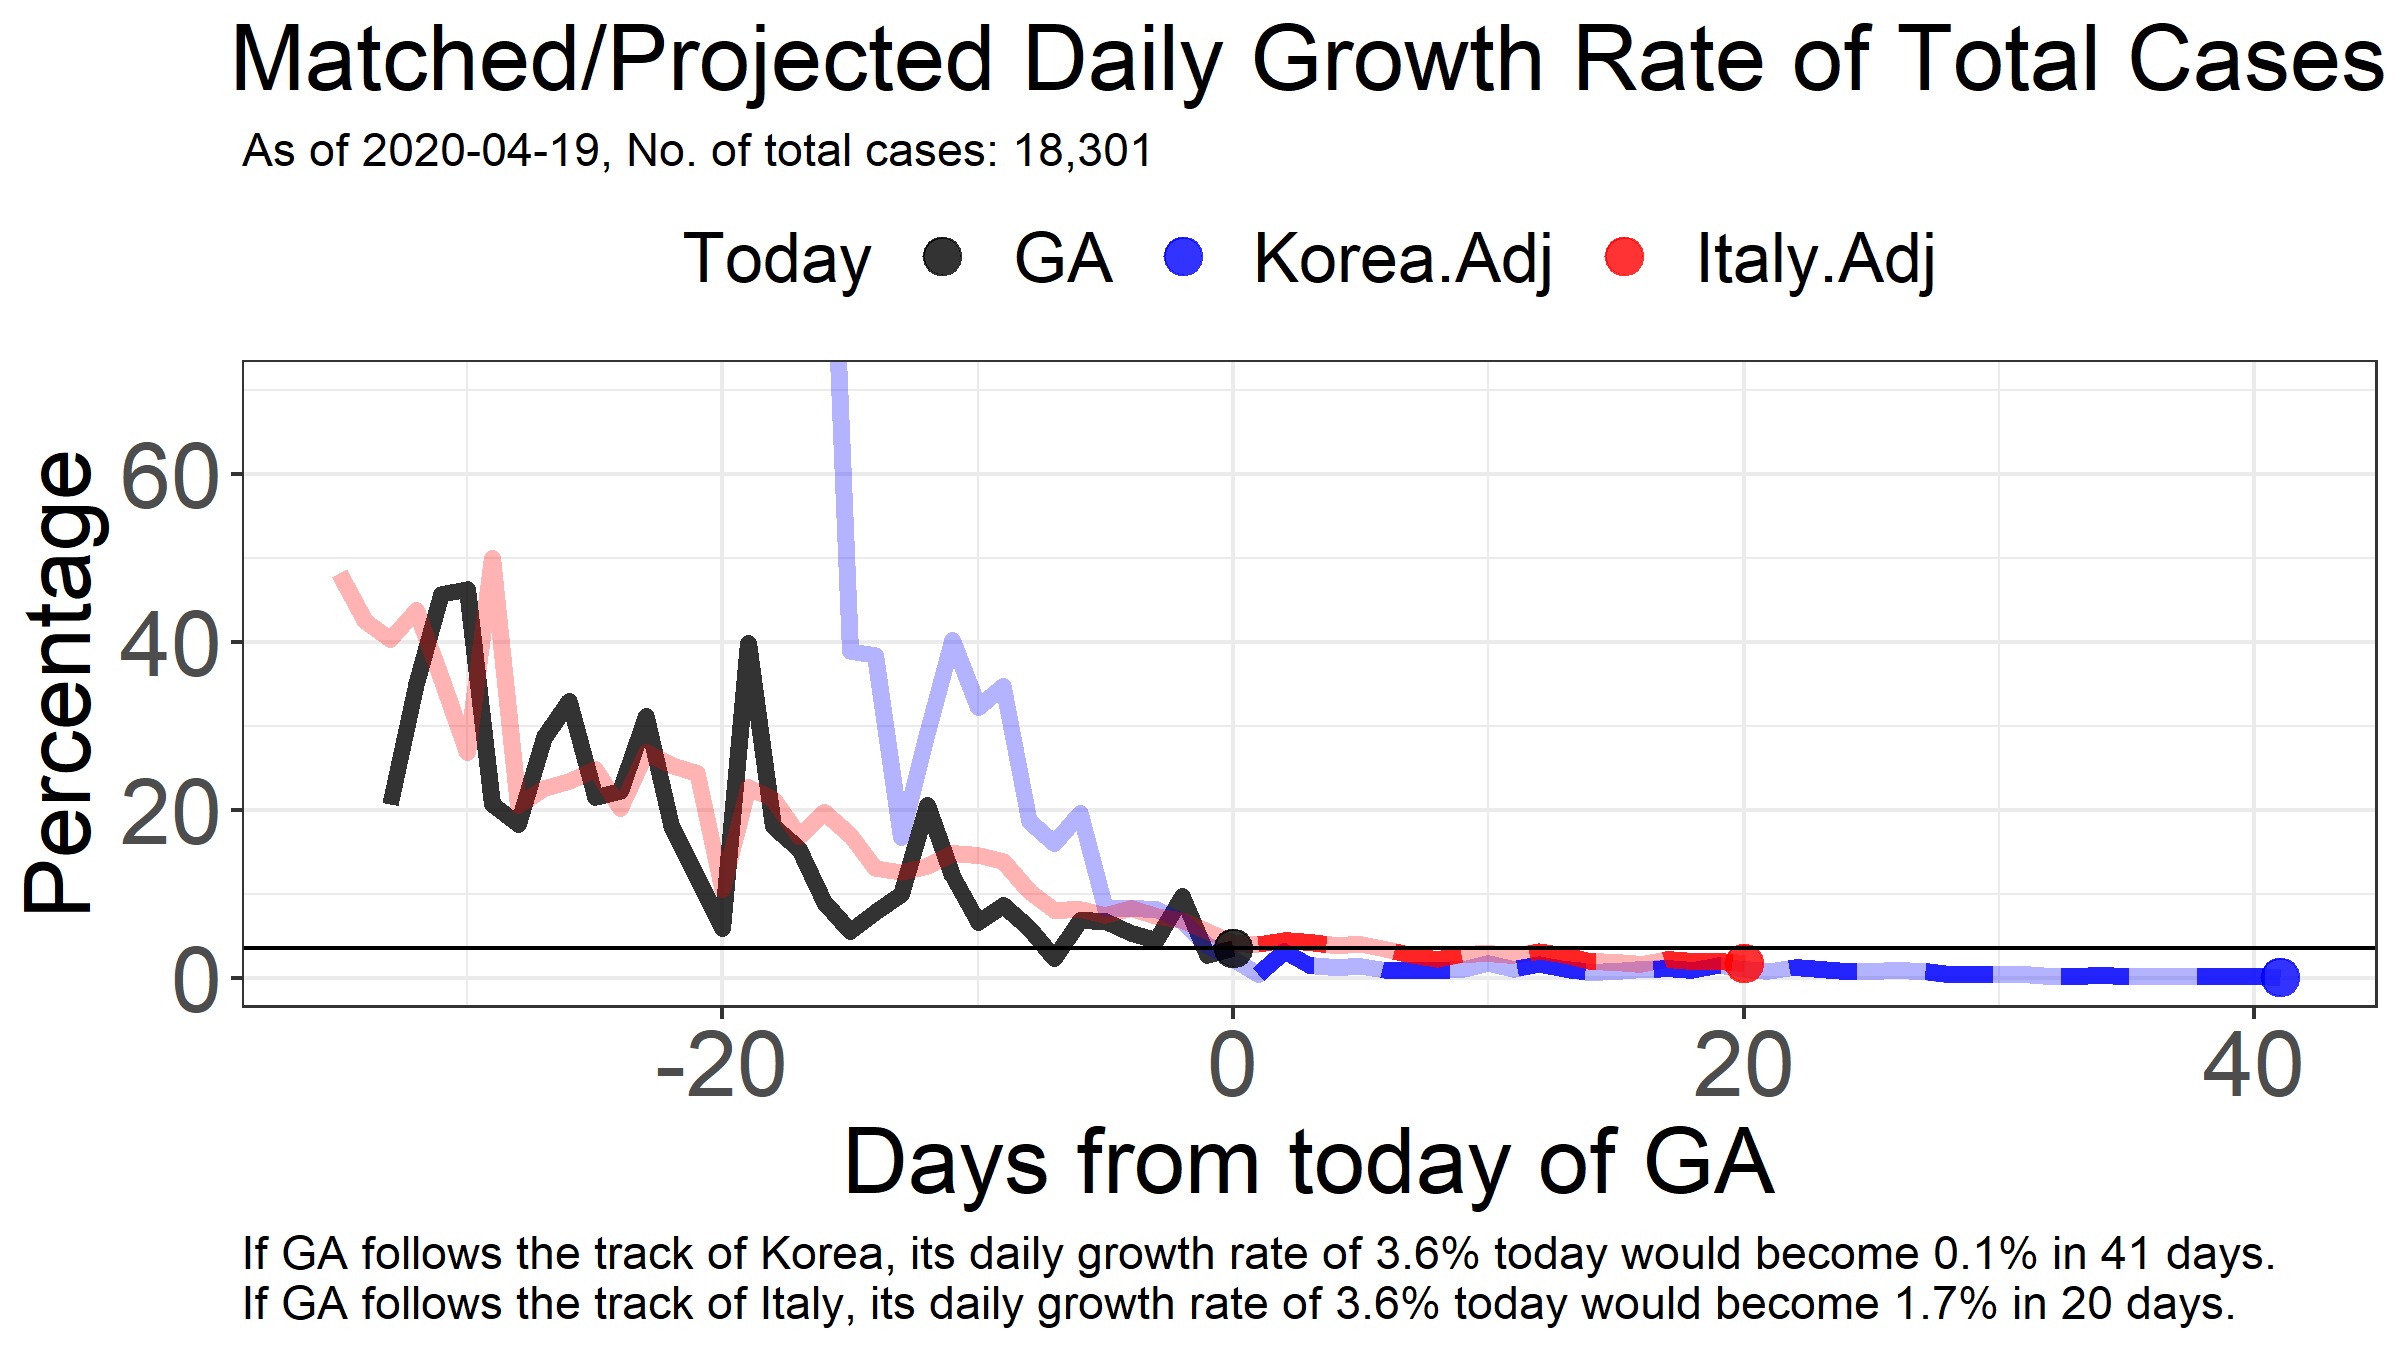 Matched/Projected Daily Growth Rate of Total Cases
As of 2020-04-19, No. of total cases: 18,301
Today GA Korea.Adj Italy.Adj
Percentage
60
40
20
0
-20 0 20 40
Days from today of GA
If GA follows the track of Korea, its daily growth rate of 3.6% today would become 0.1% in 41 days.
If GA follows the track of Italy, its daily growth rate of 3.6% today would become 1.7% in 20 days.